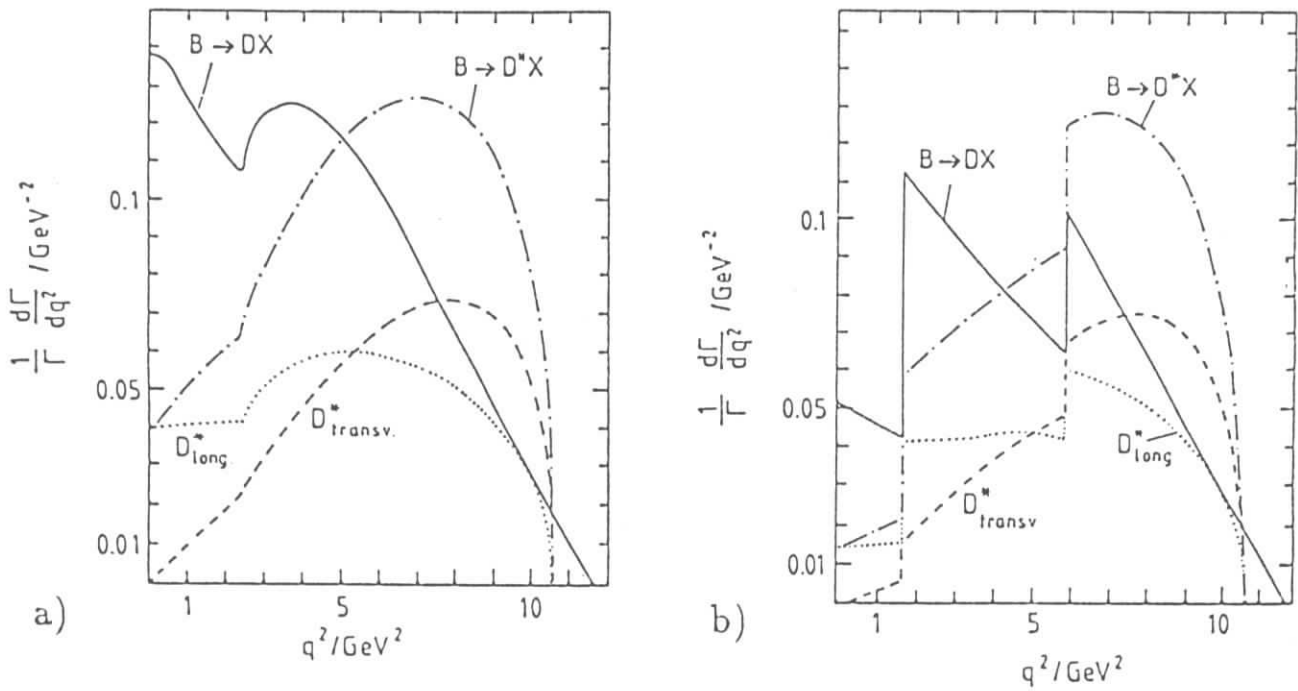 B → DX
B → D*X
0.1
0.05
0.01
1/Γ dΓ/dq² /GeV⁻²
D*long
D*transv.
1 5 10
q²/GeV²
a)
B → D*X
B → DX
0.1
0.05
0.01
1/Γ dΓ/dq² /GeV⁻²
D*long
D*transv
1 5 10
q²/GeV²
b)